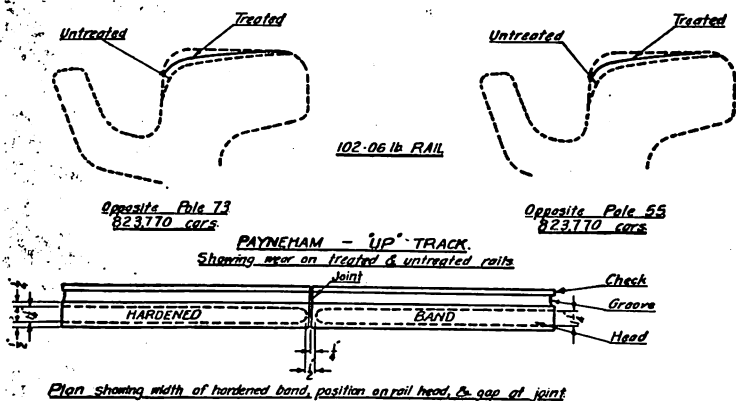 Untreated
Treated
Untreated
Treated
102·06 lb. RAIL
Opposite Pole 73
823,770 cars.
Opposite Pole 55
823,770 cars
PAYNEHAM - "UP" TRACK.
Showing wear on treated & untreated rails
Joint
Check
Groove
Head
HARDENED
BAND
Plan showing width of hardened band, position on rail head, & gap at joint